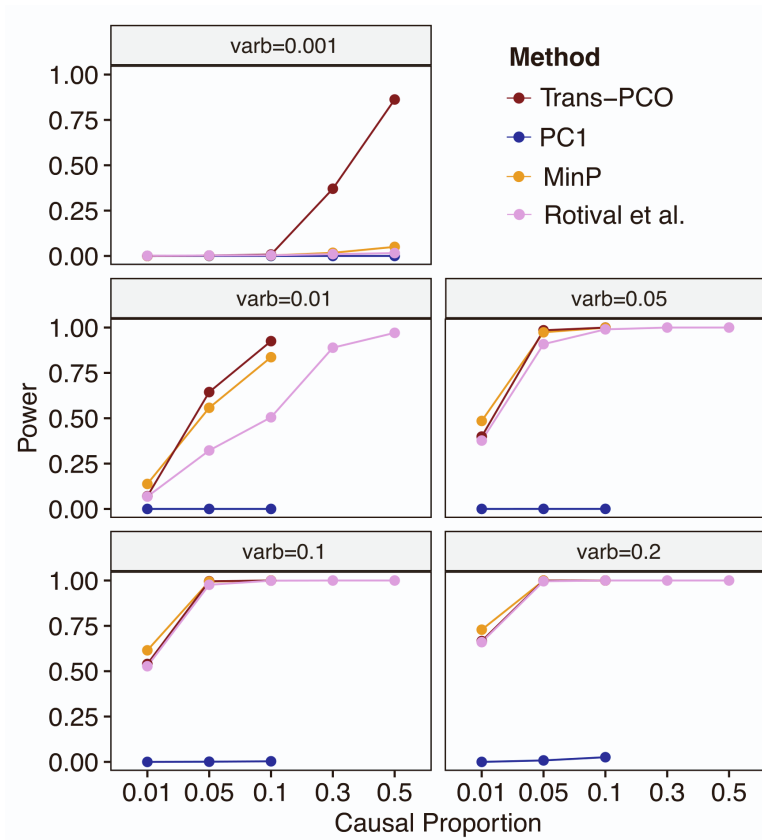 varb=0.001
1.00
0.75
0.50
0.25
0.00
Method
Trans−PCO
PC1
MinP
Rotival et al.
varb=0.01
varb=0.05
1.00
0.75
0.50
0.25
0.00
Power
varb=0.1
varb=0.2
1.00
0.75
0.50
0.25
0.00
0.01 0.05 0.1 0.3 0.5
0.01 0.05 0.1 0.3 0.5
Causal Proportion